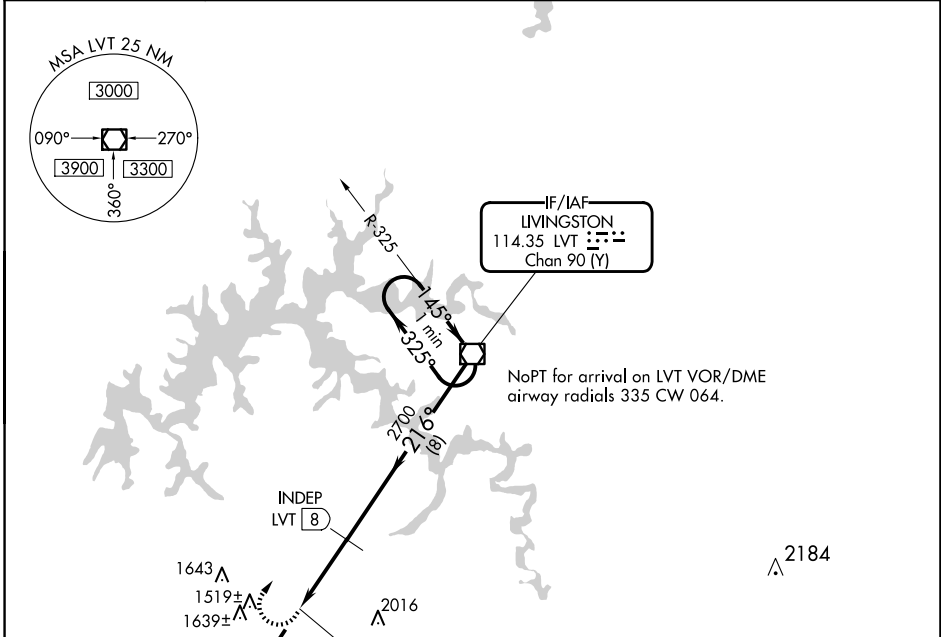 MSA LVT 25 NM
3000
090°
270°
3900
3300
360°
R-325
IF/IAF
LIVINGSTON
114.35 LVT
Chan 90 (Y)
145°
1 min
325°
NoPT for arrival on LVT VOR/DME
airway radials 335 CW 064.
2700
216°
(8)
INDEP
LVT 8
1643
1519±
1639±
2016
2184